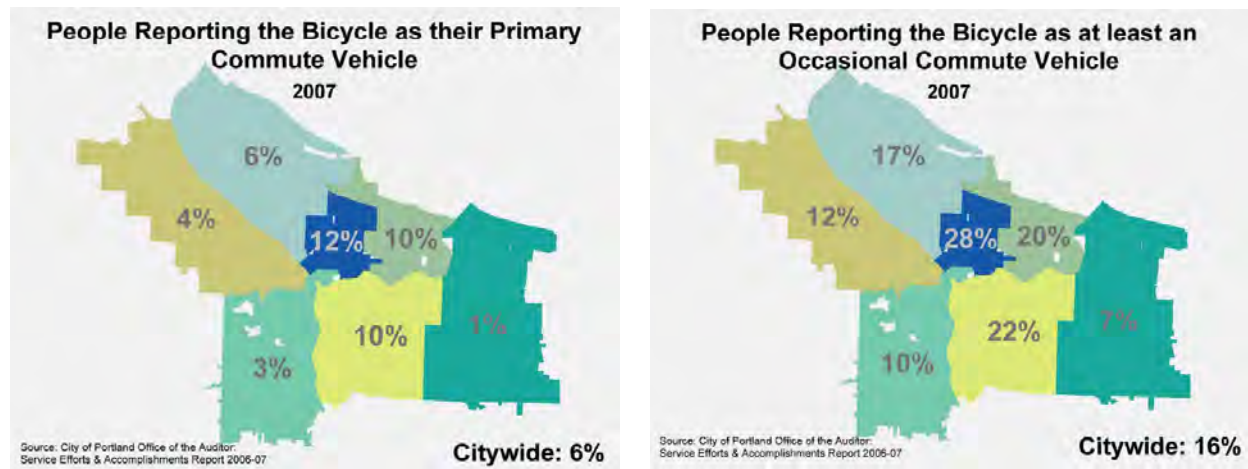 People Reporting the Bicycle as their Primary
Commute Vehicle
2007
6%
4%
12%
10%
10%
1%
3%
Source: City of Portland Office of the Auditor:
Service Efforts & Accomplishments Report 2006-07
Citywide: 6%
People Reporting the Bicycle as at least an
Occasional Commute Vehicle
2007
17%
12%
28%
20%
22%
7%
10%
Source: City of Portland Office of the Auditor:
Service Efforts & Accomplishments Report 2006-07
Citywide: 16%